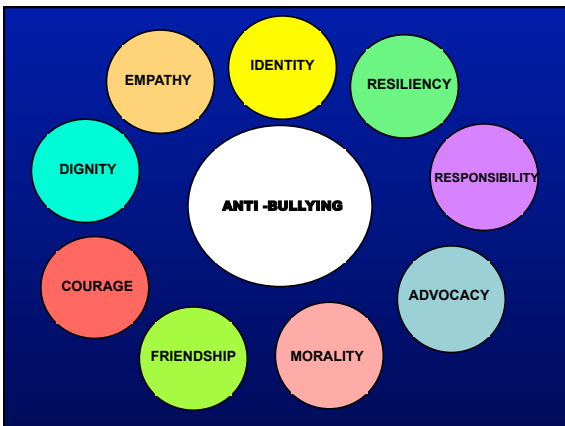 IDENTITY
EMPATHY
RESILIENCY
DIGNITY
RESPONSIBILITY
ANTI -BULLYING
COURAGE
ADVOCACY
FRIENDSHIP
MORALITY